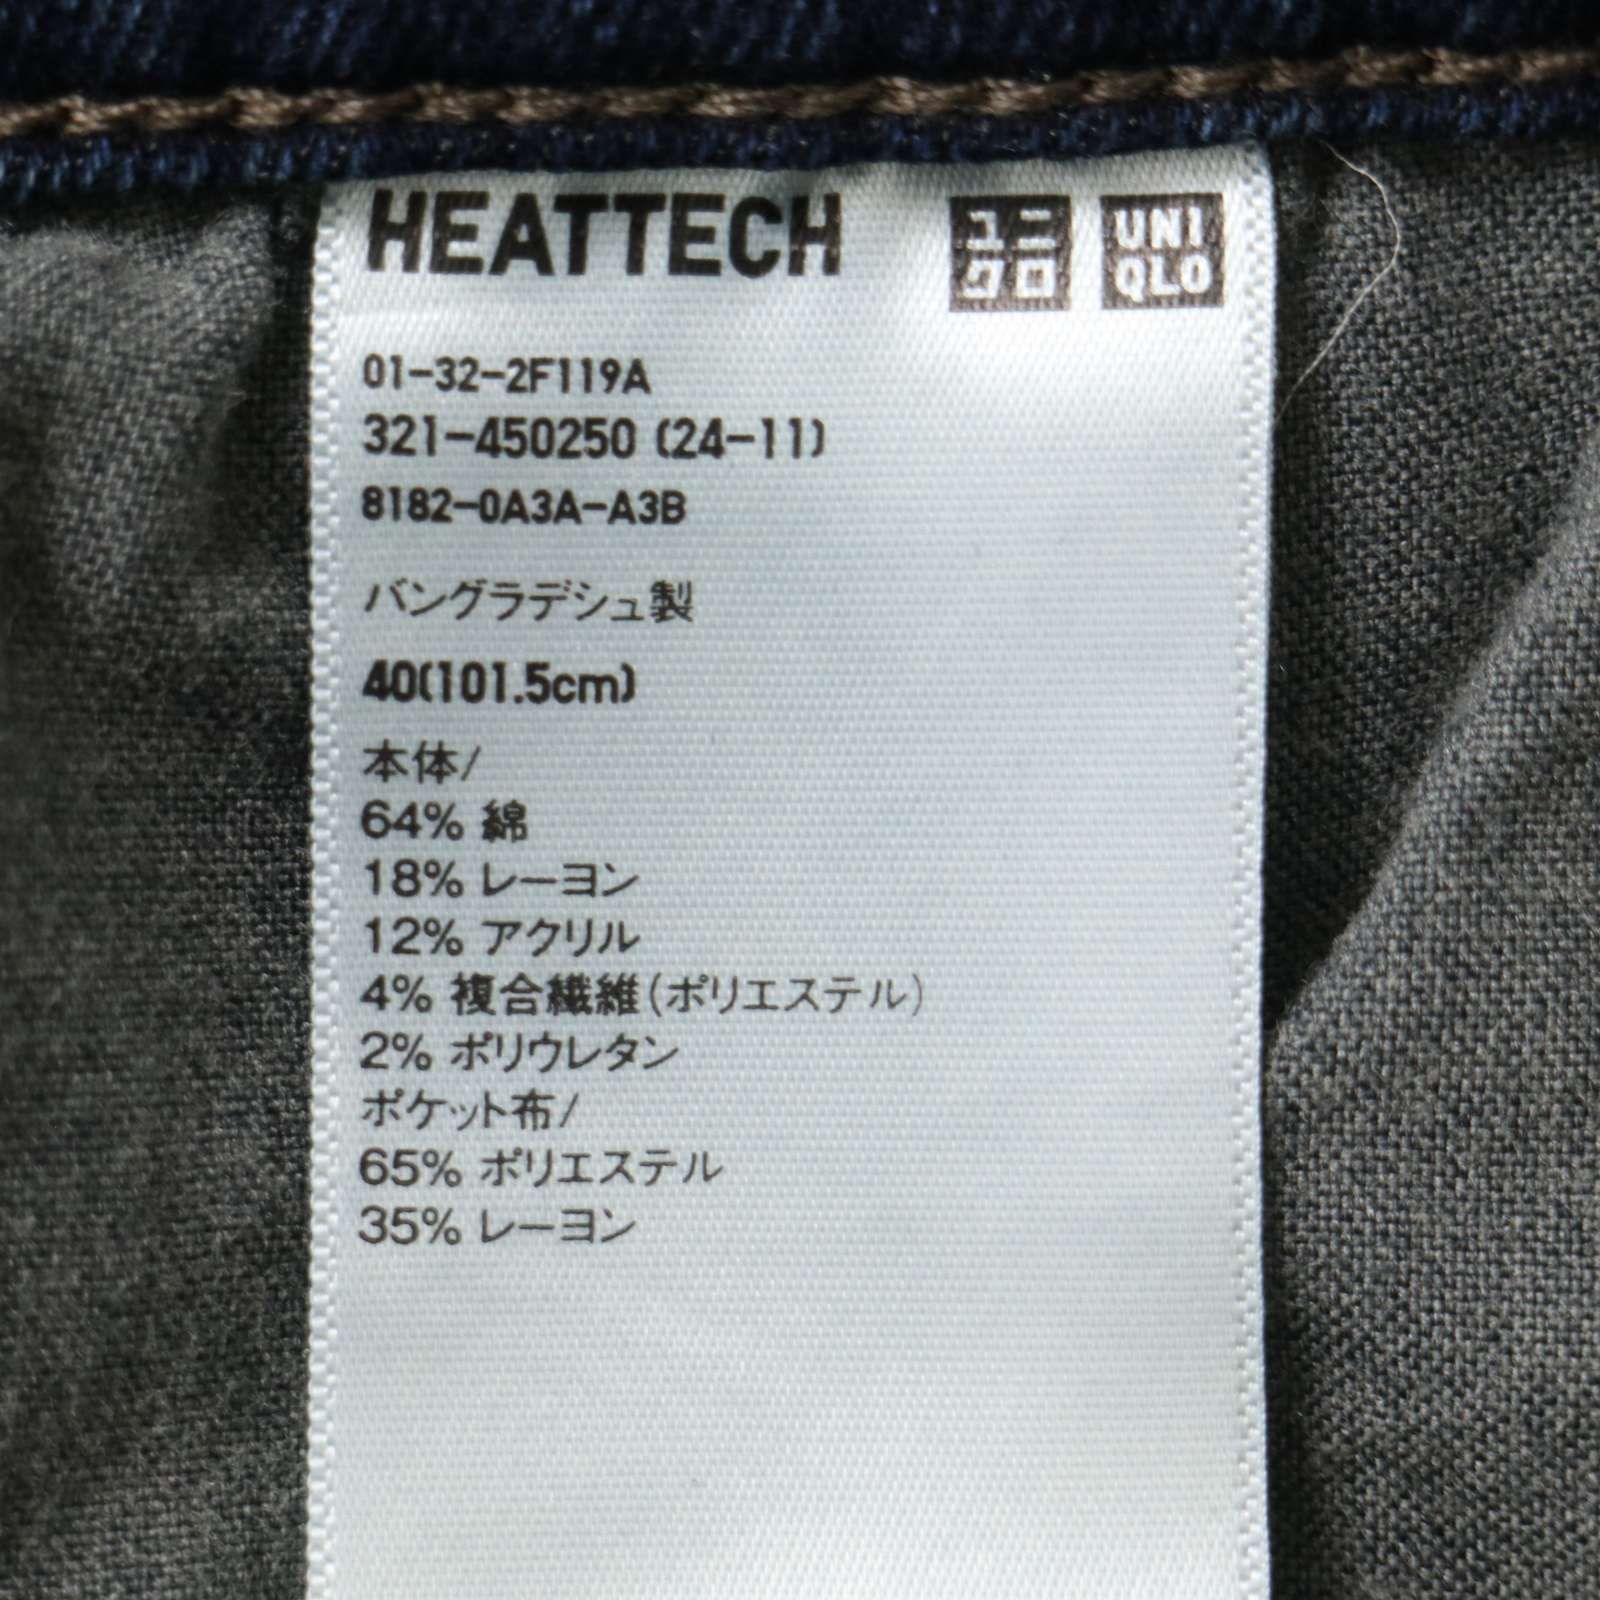 HEATTECH
ユニ UNI
クロ QLO
01-32-2F119A
321-450250 (24-11)
8182-0A3A-A3B
バングラデシュ製
40(101.5cm)
本体/
64% 綿
18% レーヨン
12% アクリル
4% 複合繊維(ポリエステル)
2% ポリウレタン
ポケット布/
65% ポリエステル
35% レーヨン